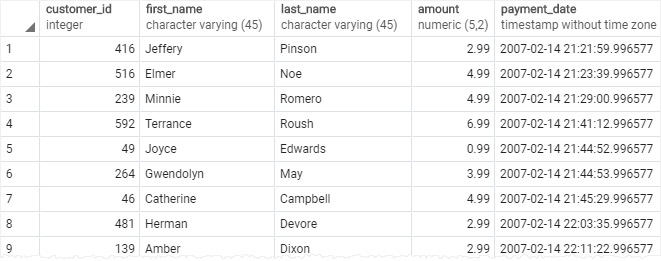 customer_id first_name last_name amount payment_date
integer character varying (45) character varying (45) numeric (5,2) timestamp without time zone
1 416 Jeffery Pinson 2.99 2007-02-14 21:21:59.996577
2 516 Elmer Noe 4.99 2007-02-14 21:23:39.996577
3 239 Minnie Romero 4.99 2007-02-14 21:29:00.996577
4 592 Terrance Roush 6.99 2007-02-14 21:41:12.996577
5 49 Joyce Edwards 0.99 2007-02-14 21:44:52.996577
6 264 Gwendolyn May 3.99 2007-02-14 21:44:53.996577
7 46 Catherine Campbell 4.99 2007-02-14 21:45:29.996577
8 481 Herman Devore 2.99 2007-02-14 22:03:35.996577
9 139 Amber Dixon 2.99 2007-02-14 22:11:22.996577